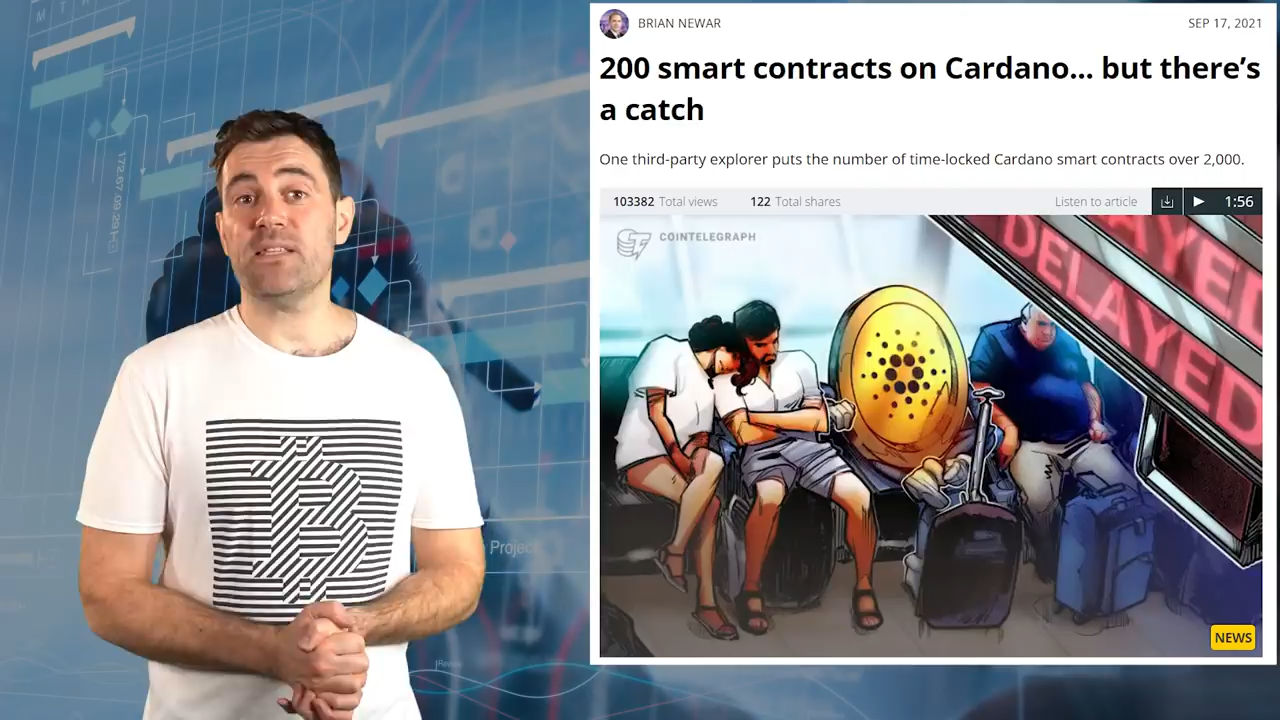 BRIAN NEWAR
SEP 17, 2021
200 smart contracts on Cardano... but there's
a catch
One third-party explorer puts the number of time-locked Cardano smart contracts over 2,000.
103382 Total views
122 Total shares
Listen to article
1:56
COINTELEGRAPH
DELAYED
NEWS
Project